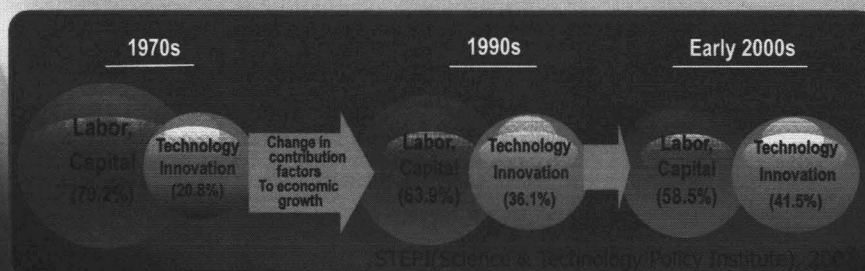 1970s
Labor,
Capital
(79.2%)
Technology
Innovation
(20.8%)
Change in
contribution
factors
To economic
growth
1990s
Labor,
Capital
(63.9%)
Technology
Innovation
(36.1%)
Early 2000s
Labor,
Capital
(58.5%)
Technology
Innovation
(41.5%)
STEPI(Science & Technology Policy Institute),